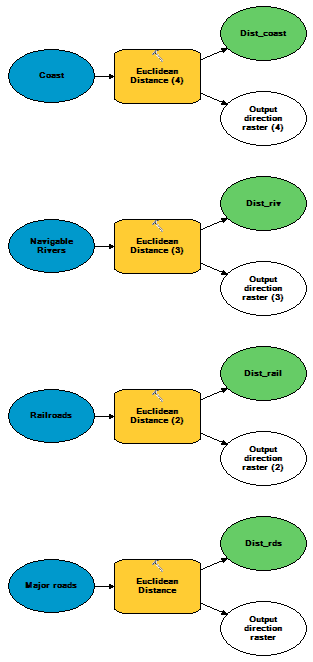 Dist_coast
Coast
Euclidean
Distance (4)
Output
direction
raster (4)
Dist_riv
Navigable
Rivers
Euclidean
Distance (3)
Output
direction
raster (3)
Dist_rail
Railroads
Euclidean
Distance (2)
Output
direction
raster (2)
Dist_rds
Major roads
Euclidean
Distance
Output
direction
raster